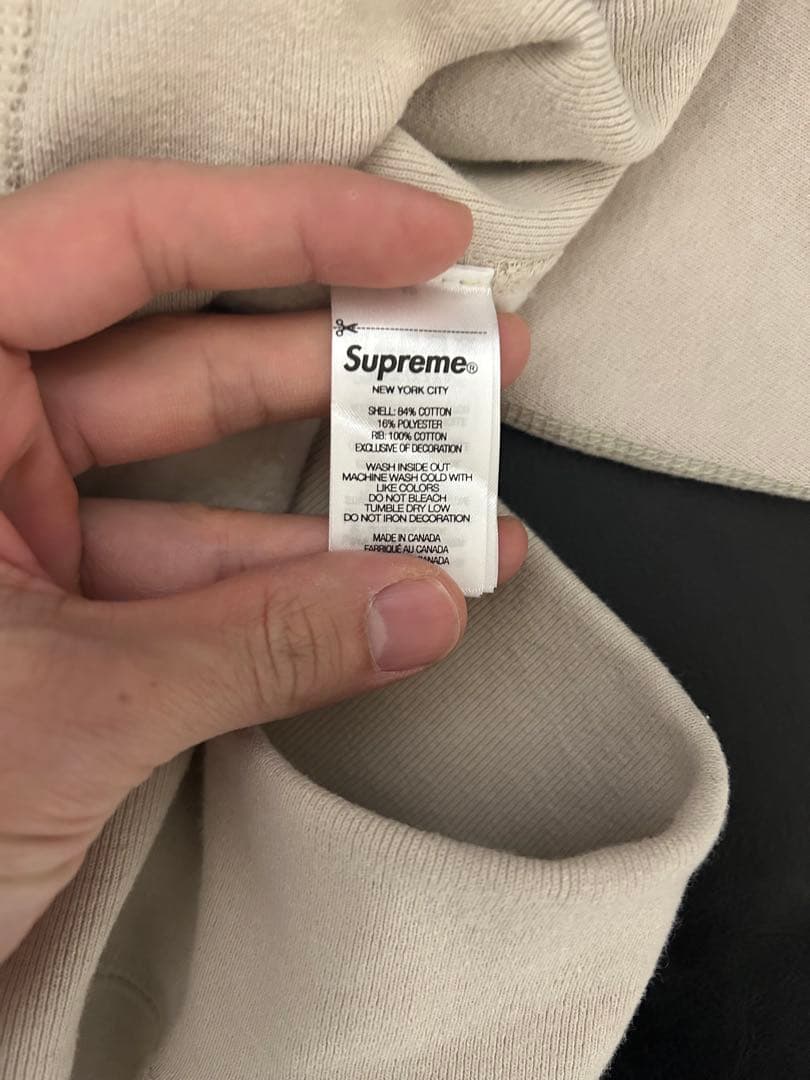 Supreme®
NEW YORK CITY
SHELL: 84% COTTON
16% POLYESTER
RIB: 100% COTTON
EXCLUSIVE OF DECORATION
WASH INSIDE OUT
MACHINE WASH COLD WITH
LIKE COLORS
DO NOT BLEACH
TUMBLE DRY LOW
DO NOT IRON DECORATION
MADE IN CANADA
FABRIQUÉ AU CANADA